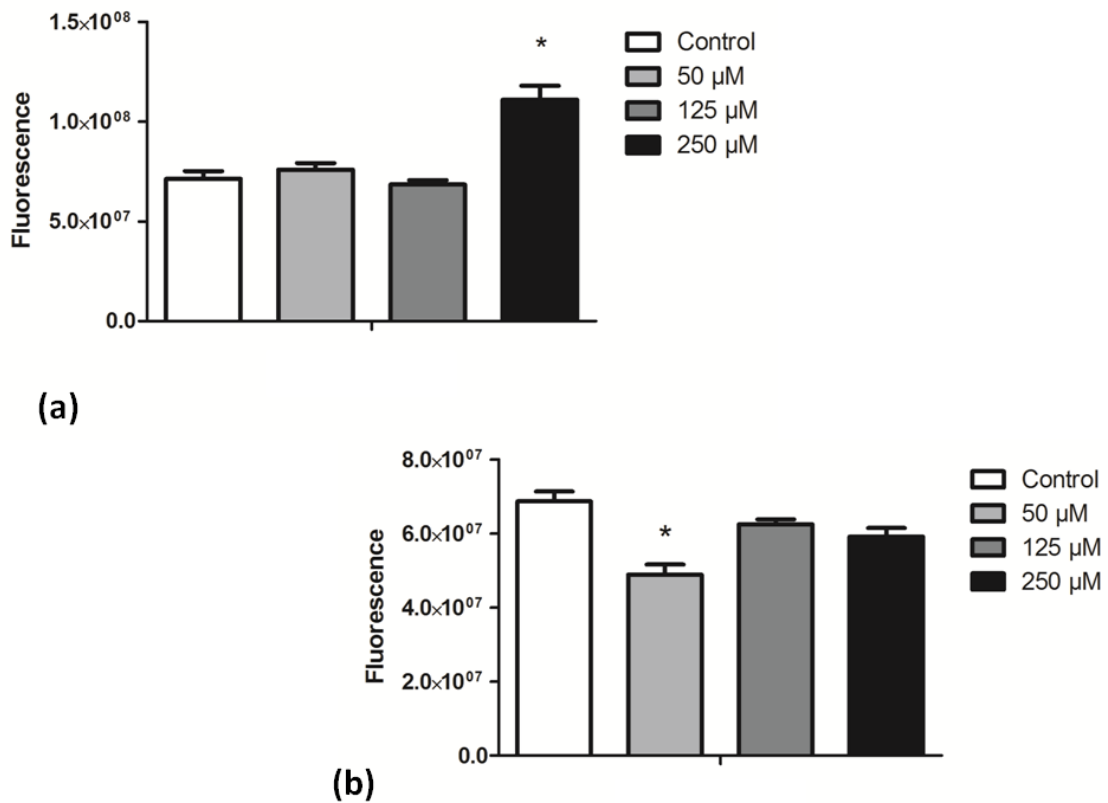 1.5×10⁰⁸
1.0×10⁰⁸
5.0×10⁰⁷
0.0
Fluorescence
*
Control
50 µM
125 µM
250 µM
(a)
8.0×10⁰⁷
6.0×10⁰⁷
4.0×10⁰⁷
2.0×10⁰⁷
0.0
Fluorescence
*
Control
50 µM
125 µM
250 µM
(b)